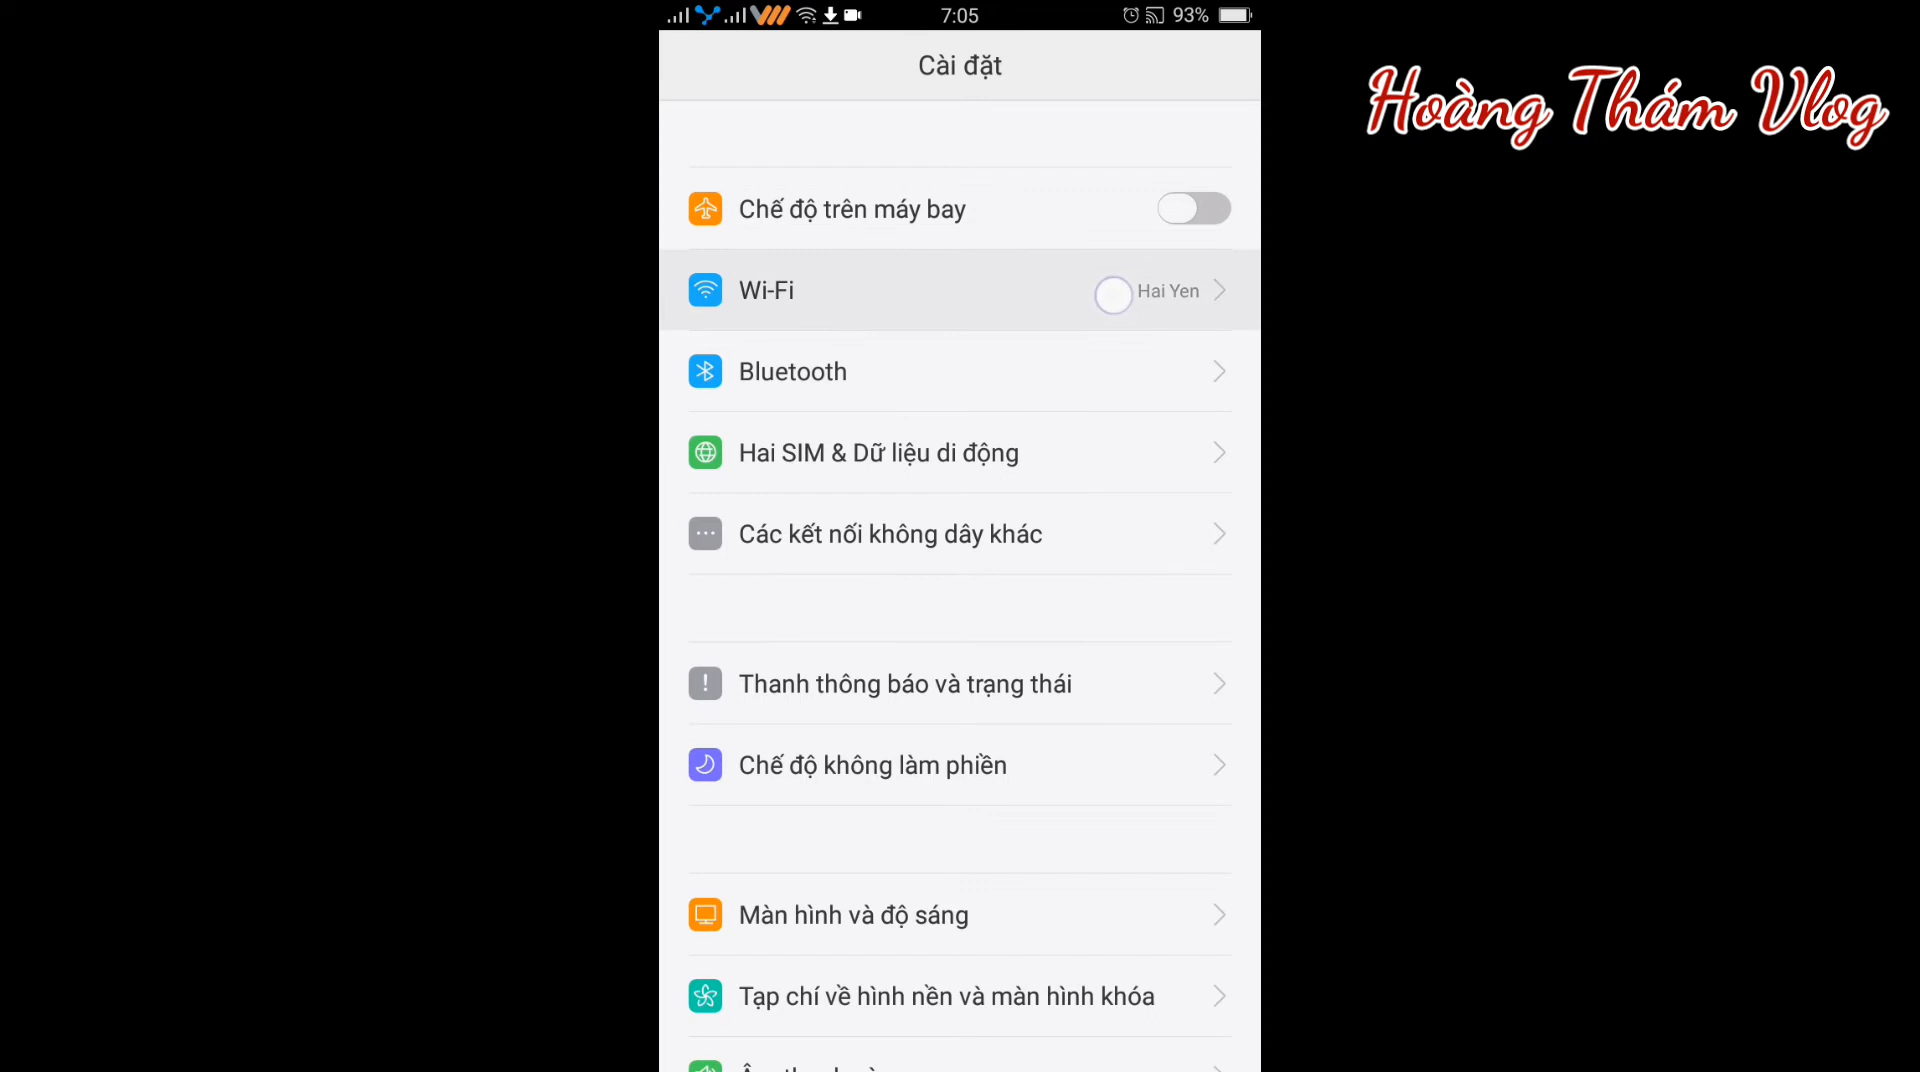 7:05
93%
Cài đặt
Hoàng Thám Vlog
Chế độ trên máy bay
Wi-Fi
Hai Yen
Bluetooth
Hai SIM & Dữ liệu di động
Các kết nối không dây khác
Thanh thông báo và trạng thái
Chế độ không làm phiền
Màn hình và độ sáng
Tạp chí về hình nền và màn hình khóa